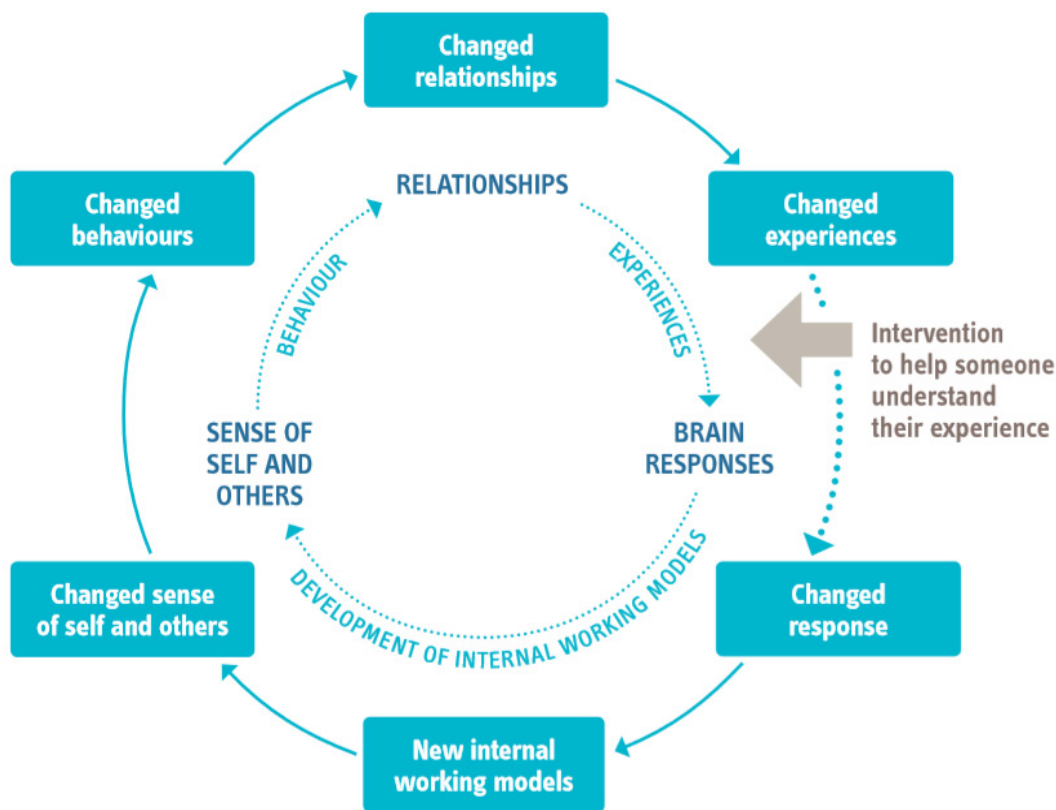 Changed
relationships
Changed
behaviours
RELATIONSHIPS
Changed
experiences
BEHAVIOUR
EXPERIENCES
Intervention
to help someone
understand
their experience
SENSE OF
SELF AND
OTHERS
BRAIN
RESPONSES
DEVELOPMENT OF INTERNAL WORKING MODELS
Changed sense
of self and others
Changed
response
New internal
working models